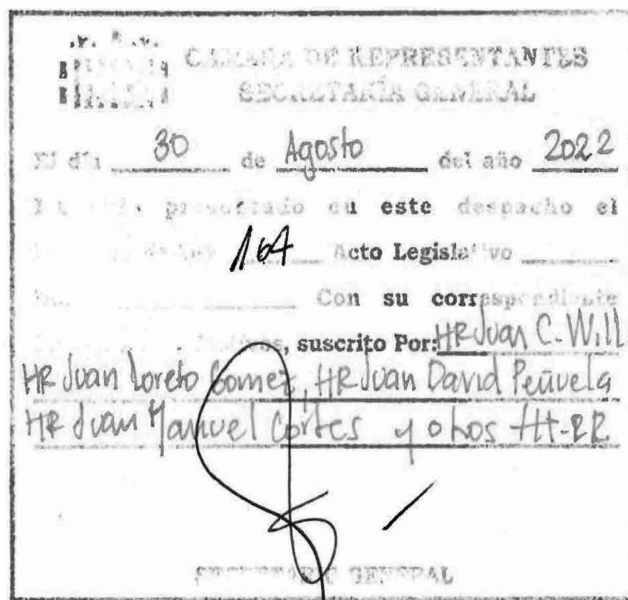 CAMARA DE REPRESENTANTES
SECRETARÍA GENERAL
El día 30 de Agosto del año 2022
presentado en este despacho el
de Ley 164 Acto Legislativo
Con su correspondiente
suscrito Por: HR Juan C. Will
HR Juan Loreto Gomez, HR Juan David Peñuela
HR Juan Manuel Cortes y otros HH-RR
SECRETARIO GENERAL